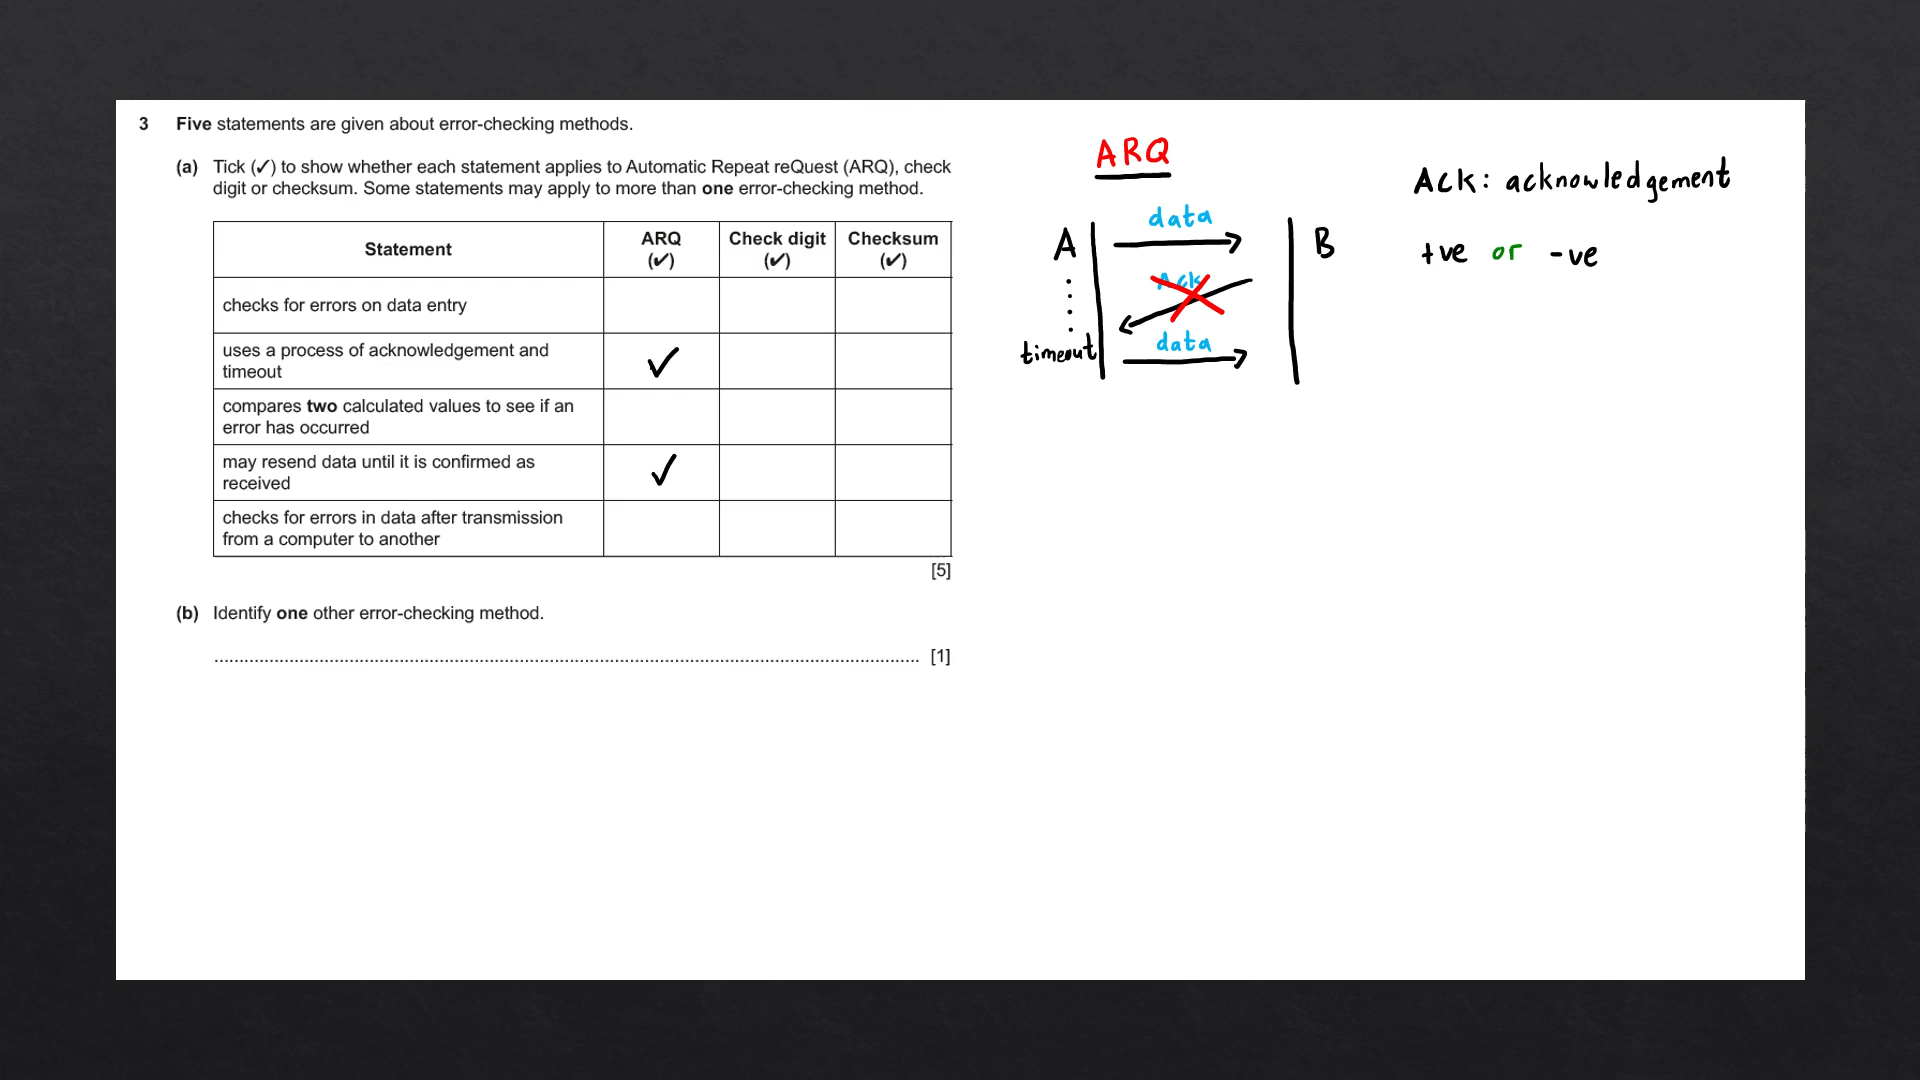 3 Five statements are given about error-checking methods.
(a) Tick (✓) to show whether each statement applies to Automatic Repeat reQuest (ARQ), check
digit or checksum. Some statements may apply to more than one error-checking method.
Statement
ARQ
(✓)
Check digit
(✓)
Checksum
(✓)
checks for errors on data entry
uses a process of acknowledgement and
timeout
✓
compares two calculated values to see if an
error has occurred
may resend data until it is confirmed as
received
✓
checks for errors in data after transmission
from a computer to another
[5]
(b) Identify one other error-checking method.
........................................................................................................................................ [1]
ARQ
A
data
B
Ack
data
timeout
Ack: acknowledgement
+ve or -ve